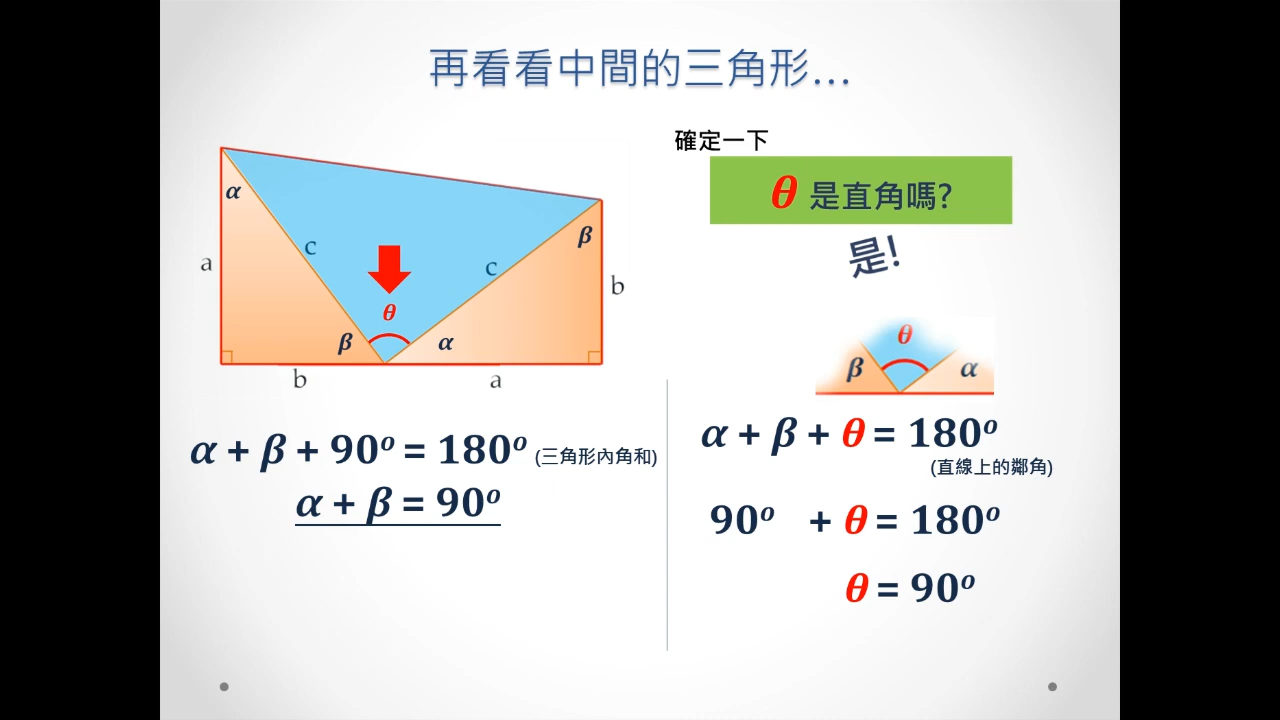 再看看中間的三角形...
確定一下
θ 是直角嗎?
是!
α
β
a
c
c
b
θ
β
α
b
a
θ
β
α
α + β + 90º = 180º (三角形內角和)
α + β = 90º
α + β + θ = 180º
(直線上的鄰角)
90º + θ = 180º
θ = 90º